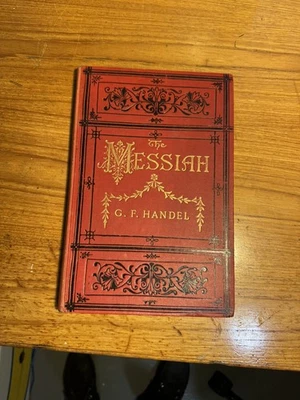 The
MESSIAH
G. F. HANDEL